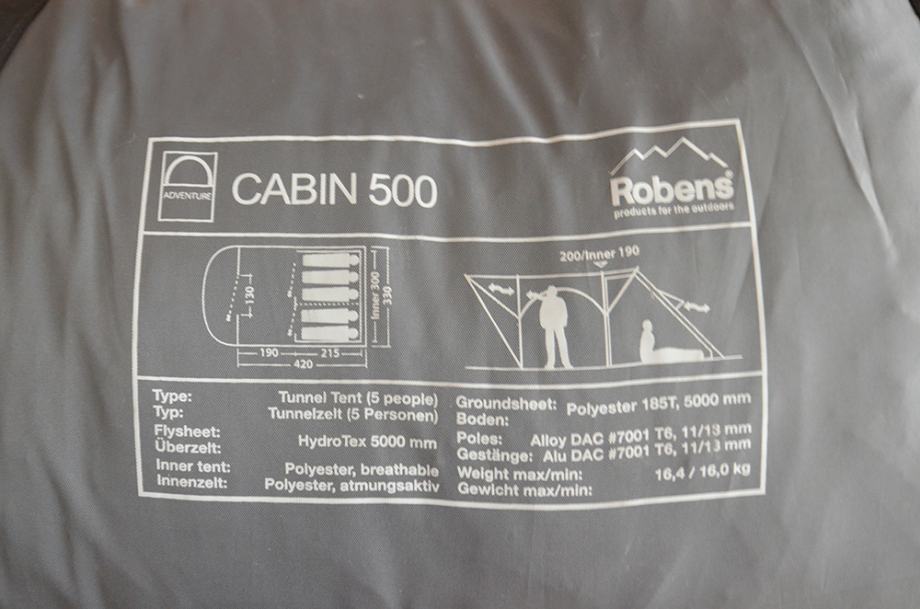 ADVENTURE
CABIN 500
Robens®
products for the outdoors
130
Inner 300
330
190
215
420
200/Inner 190
Type: Tunnel Tent (5 people)
Typ: Tunnelzelt (5 Personen)
Flysheet:
Überzelt: HydroTex 5000 mm
Inner tent: Polyester, breathable
Innenzelt: Polyester, atmungsaktiv
Groundsheet: Polyester 185T, 5000 mm
Boden:
Poles: Alloy DAC #7001 T6, 11/13 mm
Gestänge: Alu DAC #7001 T6, 11/13 mm
Weight max/min: 16,4 / 16,0 kg
Gewicht max/min: